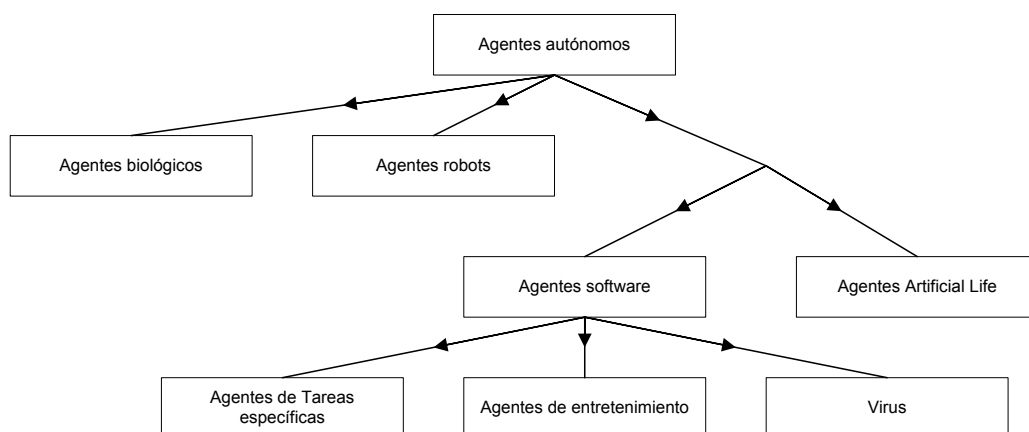 Agentes autónomos
Agentes biológicos
Agentes robots
Agentes software
Agentes Artificial Life
Agentes de Tareas
específicas
Agentes de entretenimiento
Virus